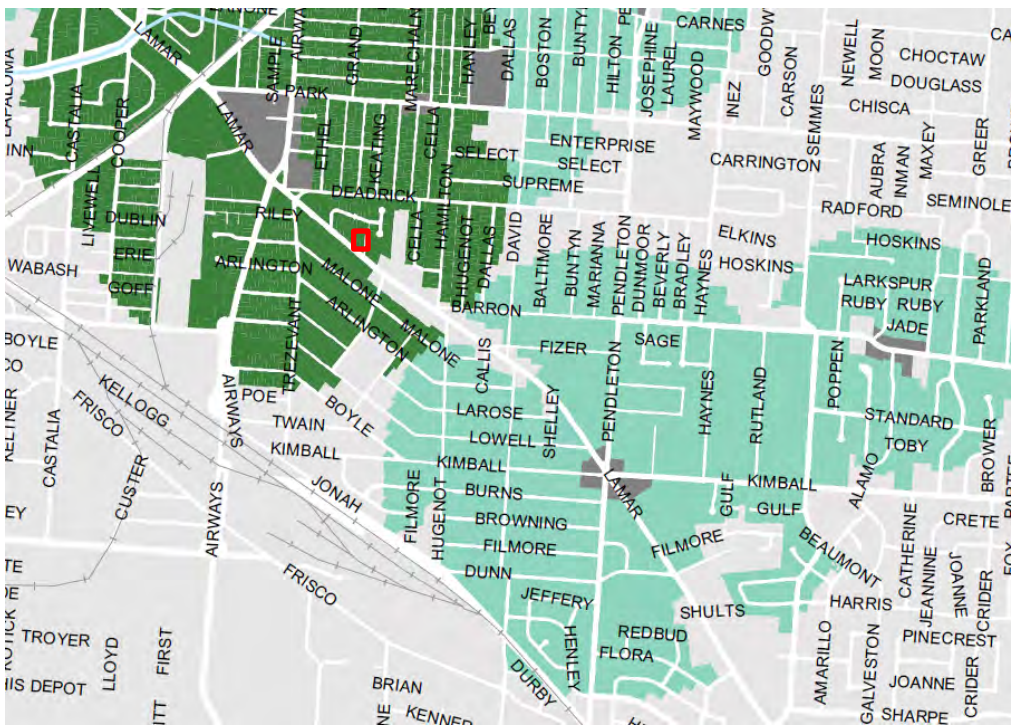 LAMAR
SAMPLE
GRAND
HANLEY
DALLAS
BOSTON
HILTON
JOSEPHINE
LAUREL
CARNES
MAYWOOD
INEZ
CARSON
SEMMES
NEWELL
MOON
CHOCTAW
DOUGLASS
CHISCA
CASTALIA
COOPER
LAMAR
PARK
ETHEL
KEATING
CELLA
SELECT
ENTERPRISE
SELECT
SUPREME
CARRINGTON
AUBRA
INMAN
MAXEY
GREER
INN
LIVEWELL
DUBLIN
ERIE
GOFF
WABASH
RILEY
DEADRICK
ARLINGTON
MALONE
CELLA
HAMILTON
HUGENOT
DALLAS
DAVID
BALTIMORE
BUNTYN
MARIANNA
PENDLETON
DUNMOOR
BEVERLY
BRADLEY
HAYNES
ELKINS
HOSKINS
RADFORD
SEMINOLE
HOSKINS
LARKSPUR
RUBY
RUBY
JADE
PARKLAND
BOYLE
TREZEVANT
ARLINGTON
MALONE
BARRON
CALLIS
FIZER
SAGE
KELLOGG
FRISCO
AIRWAYS
POE
BOYLE
TWAIN
KIMBALL
LAROSE
LOWELL
SHELLEY
PENDLETON
HAYNES
RUTLAND
POPPEN
STANDARD
TOBY
BROWER
KELTNER
CASTALIA
CUSTER
AIRWAYS
JONAH
FILMORE
HUGENOT
KIMBALL
BURNS
BROWNING
FILMORE
DUNN
LAMAR
GULF
KIMBALL
GULF
ALAMO
FILMORE
BEAUMONT
CATHERINE
JEANNINE
JOANNE
CRETE
CRIDER
FRISCO
JEFFERY
SHULTS
HARRIS
TROYER
LLOYD
FIRST
HENLEY
REDBUD
FLORA
AMARILLO
GALVESTON
PINECREST
JOANNE
CRIDER
HIS DEPOT
BRIAN
DURBY
SHARPE